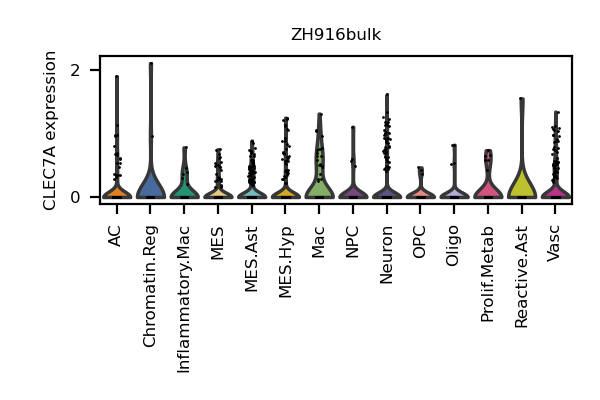 ZH916bulk
CLEC7A expression
2
0
AC
Chromatin.Reg
Inflammatory.Mac
MES
MES.Ast
MES.Hyp
Mac
NPC
Neuron
OPC
Oligo
Prolif.Metab
Reactive.Ast
Vasc